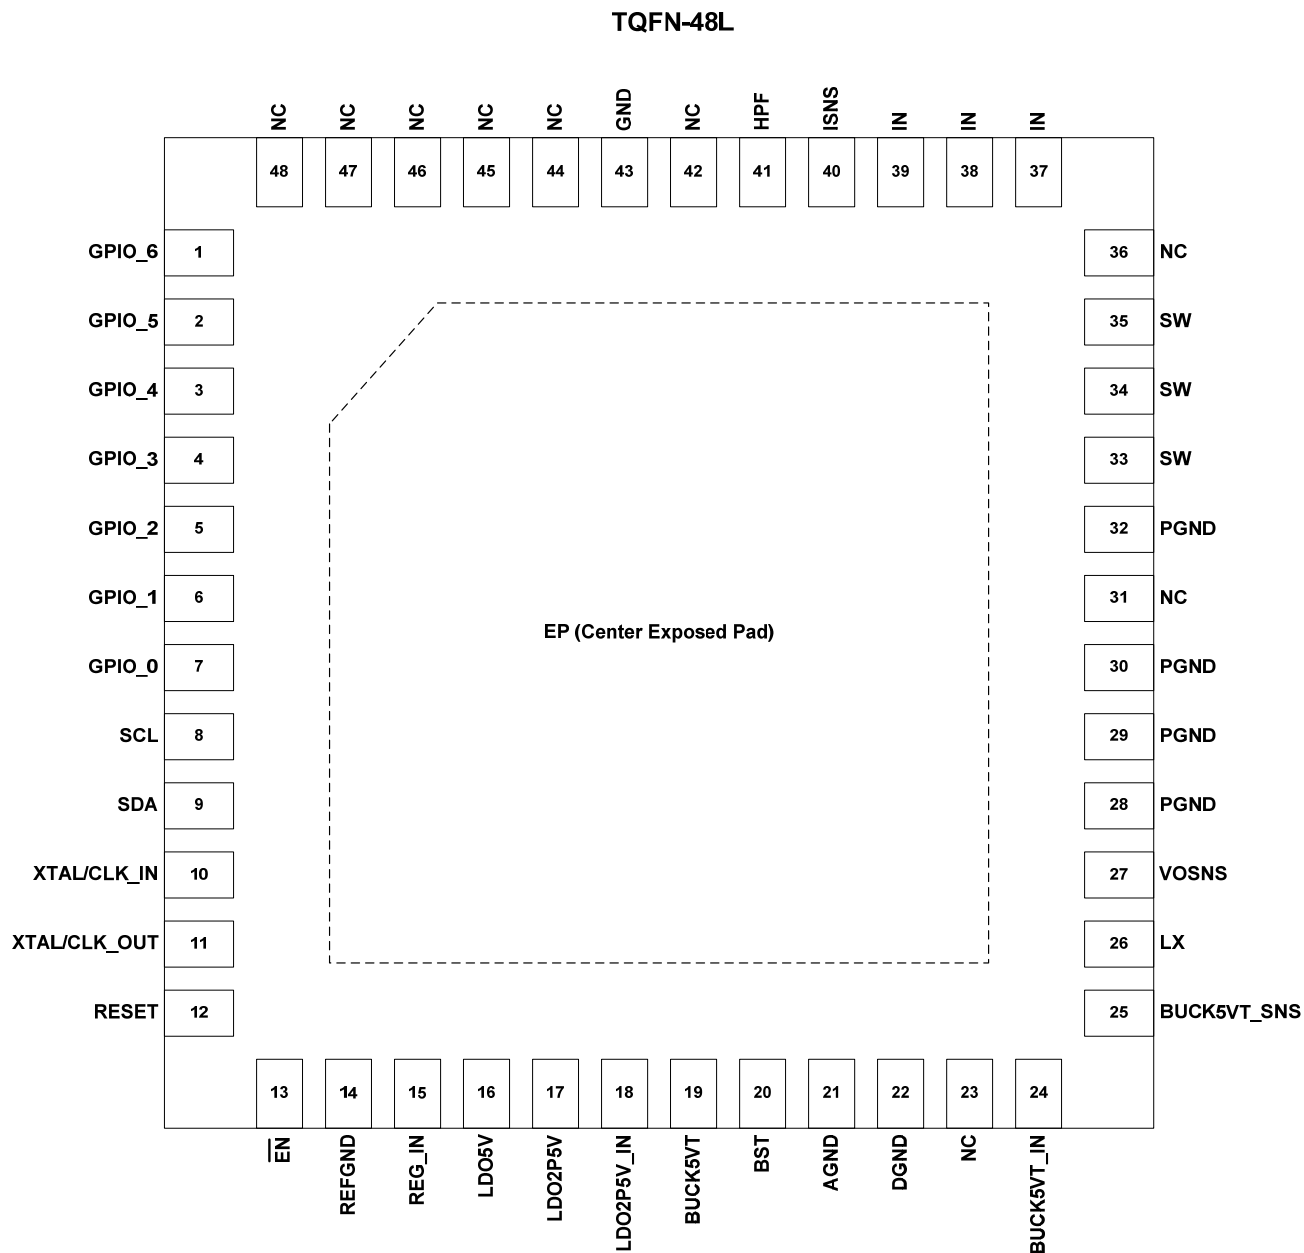 TQFN-48L
NC
NC
NC
NC
NC
GND
NC
HPF
ISNS
IN
IN
IN
48
47
46
45
44
43
42
41
40
39
38
37
GPIO_6 1
36 NC
GPIO_5 2
35 SW
GPIO_4 3
34 SW
GPIO_3 4
33 SW
GPIO_2 5
32 PGND
GPIO_1 6
31 NC
EP (Center Exposed Pad)
GPIO_0 7
30 PGND
SCL 8
29 PGND
SDA 9
28 PGND
XTAL/CLK_IN 10
27 VOSNS
XTAL/CLK_OUT 11
26 LX
RESET 12
25 BUCK5VT_SNS
13
14
15
16
17
18
19
20
21
22
23
24
EN
REFGND
REG_IN
LDO5V
LDO2P5V
LDO2P5V_IN
BUCK5VT
BST
AGND
DGND
NC
BUCK5VT_IN